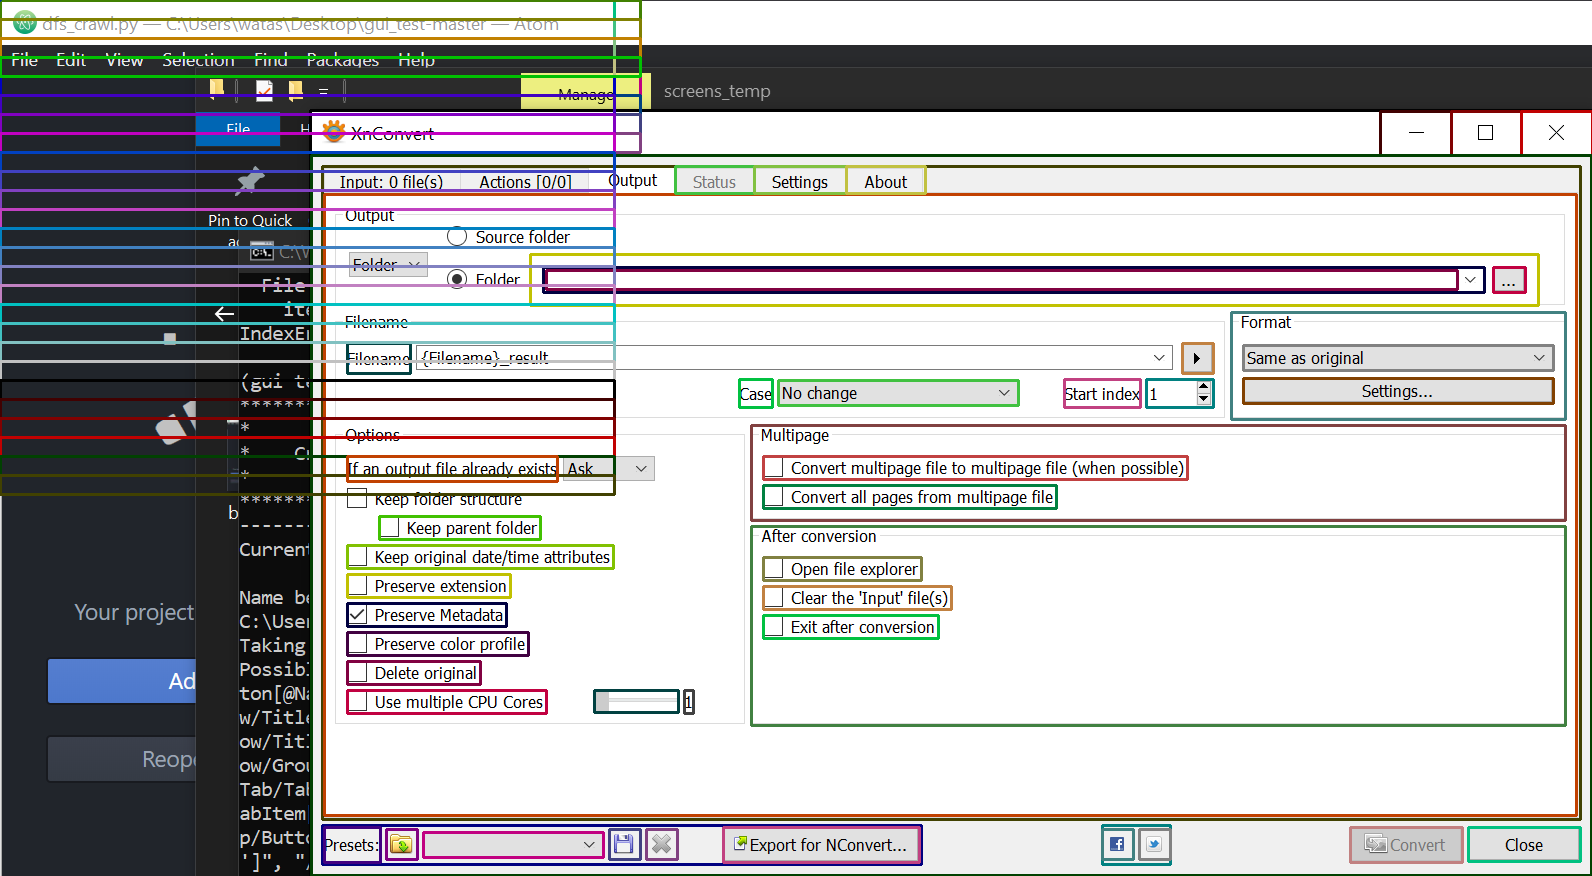 dfs_crawl.py — C:\Users\watas\Desktop\gui_test-master — Atom
File Edit View Selection Find Packages Help
Manage screens_temp
File
XnConvert
Input: 0 file(s) Actions [0/0] Output Status Settings About
Pin to Quick
Output
Source folder
Folder
Folder
...
File
ite
Filename
Format
Filename {Filename}_result
Same as original
Case No change
Start index 1
Settings...
(gui te
*******
*
* C
*
*******
-------
Options
Multipage
If an output file already exists Ask
Convert multipage file to multipage file (when possible)
Keep folder structure
Convert all pages from multipage file
Keep parent folder
After conversion
Keep original date/time attributes
Open file explorer
Preserve extension
Clear the 'Input' file(s)
Preserve Metadata
Exit after conversion
Preserve color profile
Delete original
Use multiple CPU Cores 1
Current
Name be
C:\User
Taking
Possibl
ton[@Na
w/Title
ow/Titl
ow/Grou
Tab/Tab
abItem
p/Butto
']", "/
Your project
Ad
Reope
Presets:
Export for NConvert...
Convert
Close